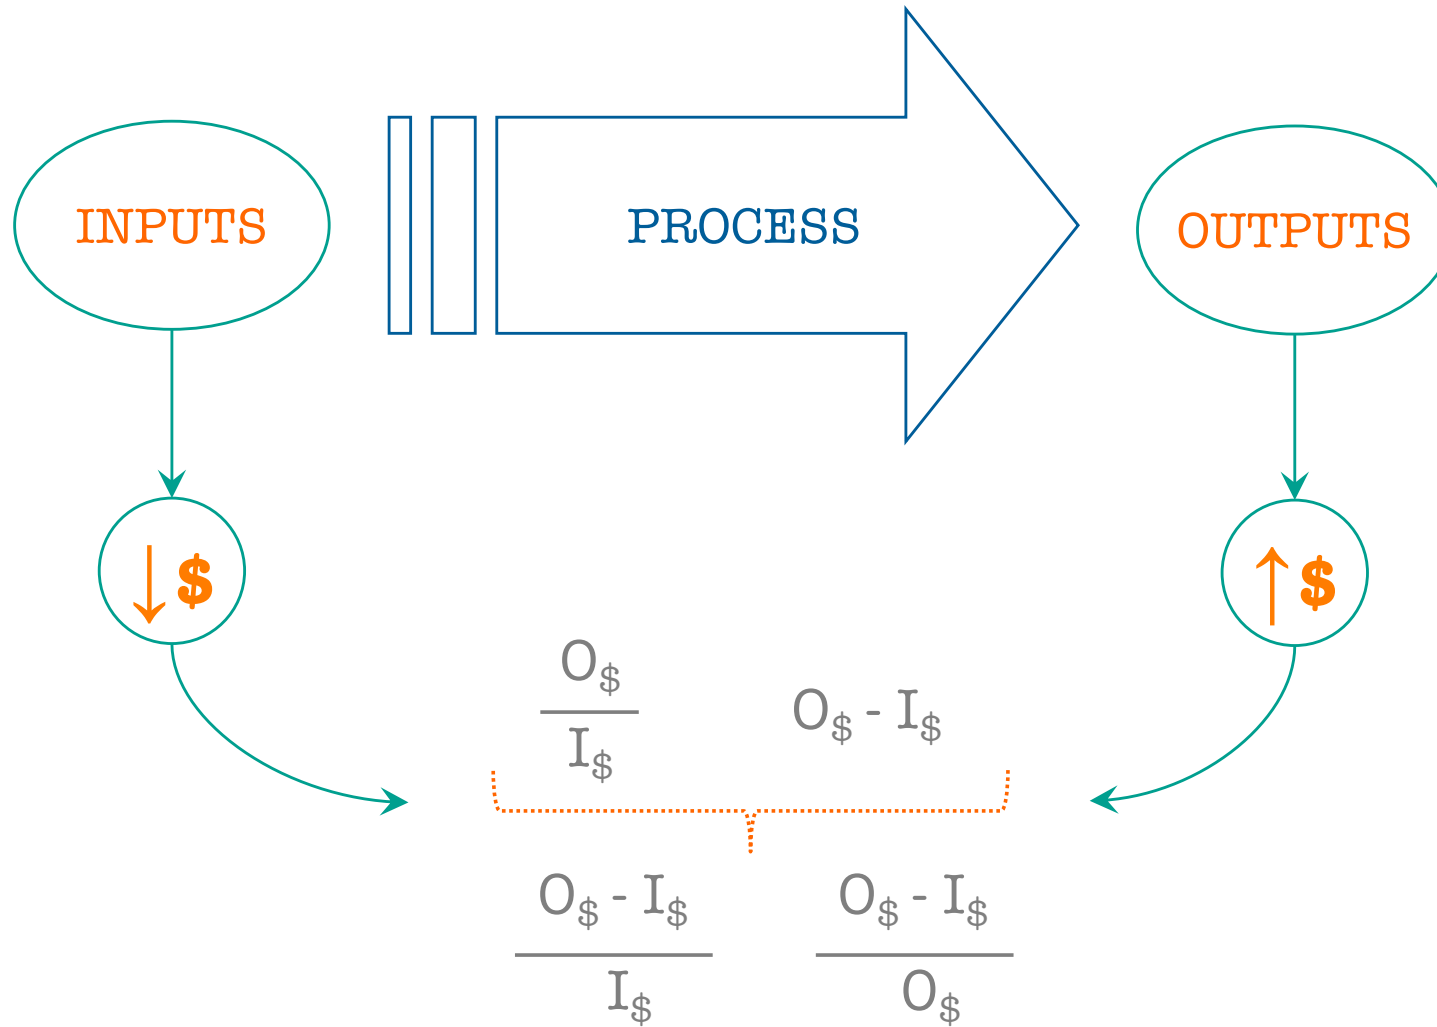 INPUTS
PROCESS
OUTPUTS
↓$
↑$
O$
I$
O$ - I$
O$ - I$
I$
O$ - I$
O$